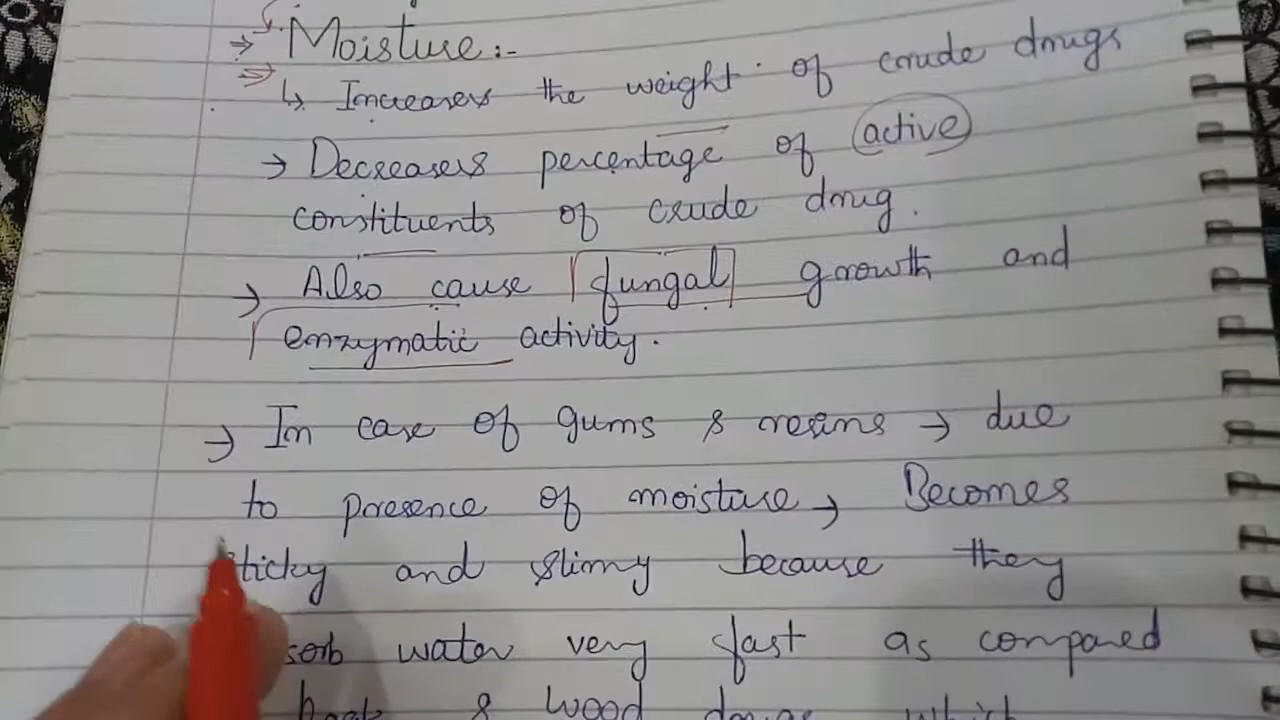 ⇒ Moisture:-
↳ Increases the weight of crude drugs
→ Decreases percentage of active
constituents of crude drug.
→ Also cause fungal growth and
enzymatic activity.
→ In case of gums & resins → due
to presence of moisture → Becomes
sticky and slimy because they
sorb water very fast as compared
& wood